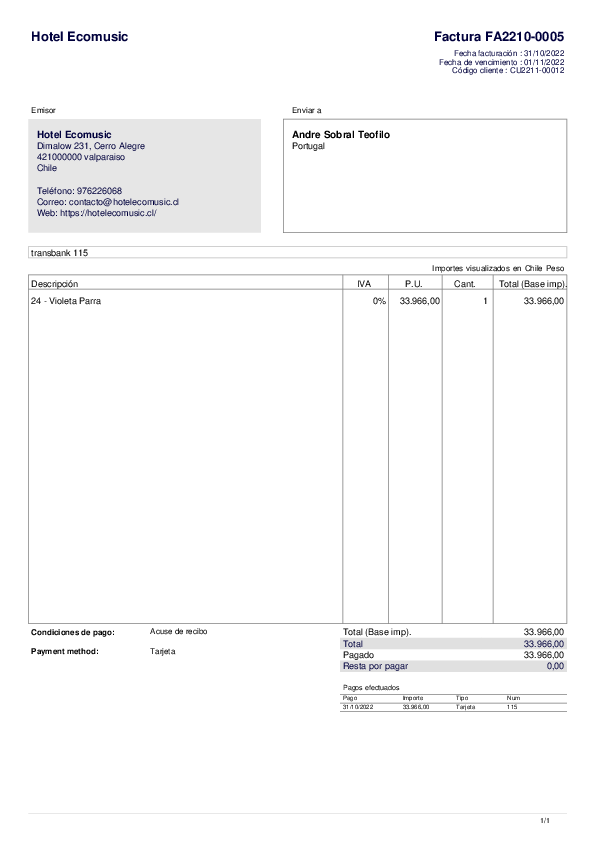 Hotel Ecomusic
Factura FA2210-0005
Fecha facturación : 31/10/2022
Fecha de vencimiento : 01/11/2022
Código cliente : CU2211-00012
Emisor
Hotel Ecomusic
Dimalow 231, Cerro Alegre
421000000 valparaiso
Chile
Teléfono: 976226068
Correo: contacto@hotelecomusic.cl
Web: https://hotelecomusic.cl/
Enviar a
Andre Sobral Teofilo
Portugal
transbank 115
Importes visualizados en Chile Peso
Descripción IVA P.U. Cant. Total (Base imp).
24 - Violeta Parra 0% 33.966,00 1 33.966,00
Condiciones de pago: Acuse de recibo
Payment method: Tarjeta
Total (Base imp). 33.966,00
Total 33.966,00
Pagado 33.966,00
Resta por pagar 0,00
Pagos efectuados
Pago Importe Tipo Num
31/10/2022 33.966,00 Tarjeta 115
1/1